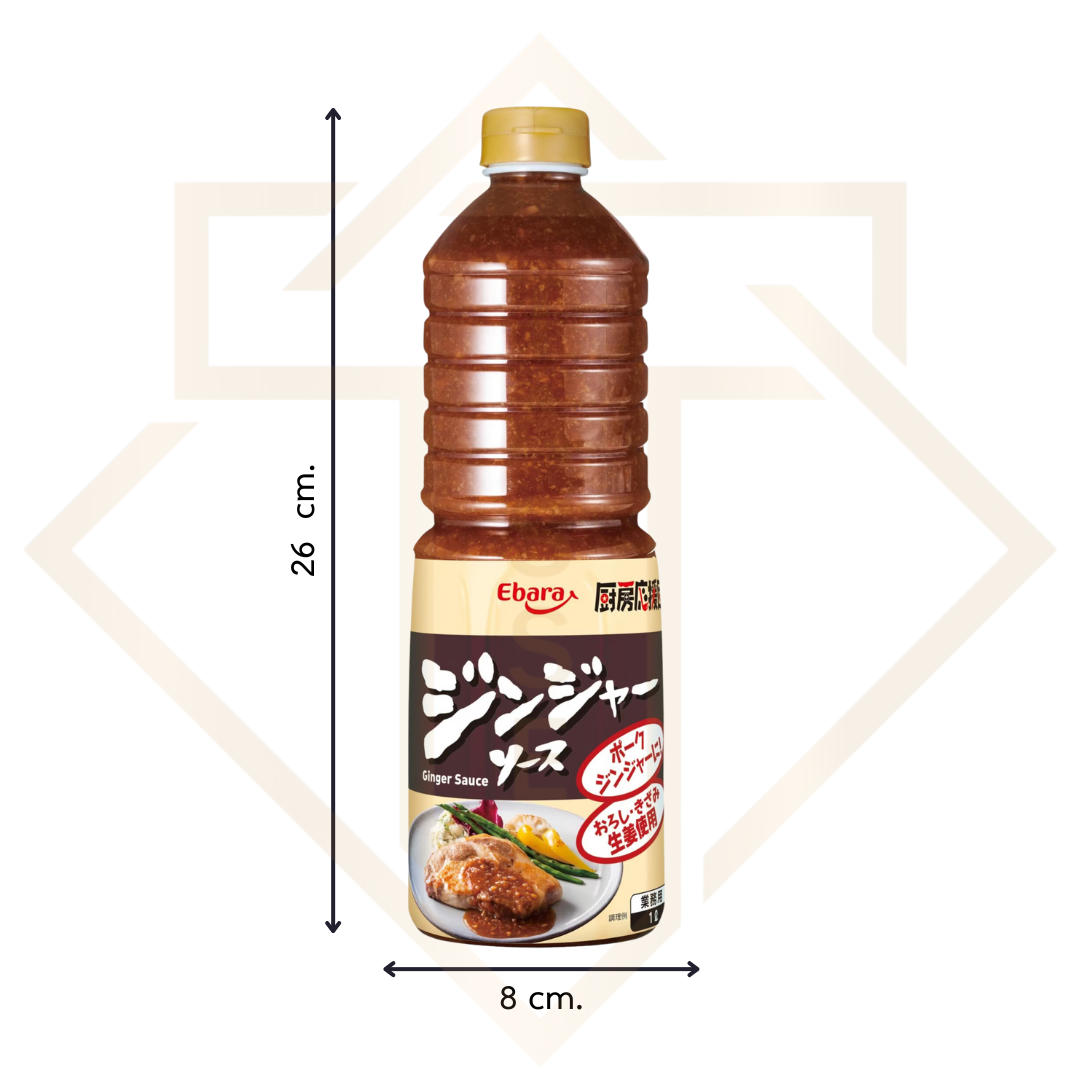 26 cm.
Ebara
厨房応援団
ジンジャー
ソース
Ginger Sauce
ポーク
ジンジャーに!
おろし・きざみ
生姜使用
調理例
業務用
1ℓ
8 cm.